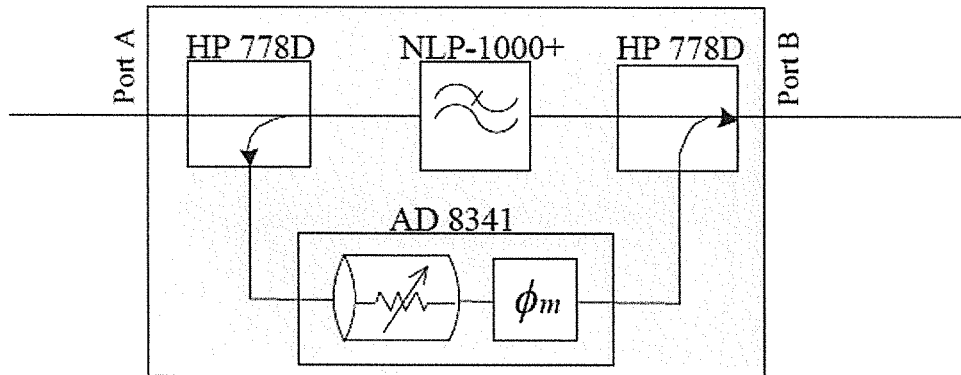 Port A
HP 778D
NLP-1000+
HP 778D
Port B
AD 8341
ϕm